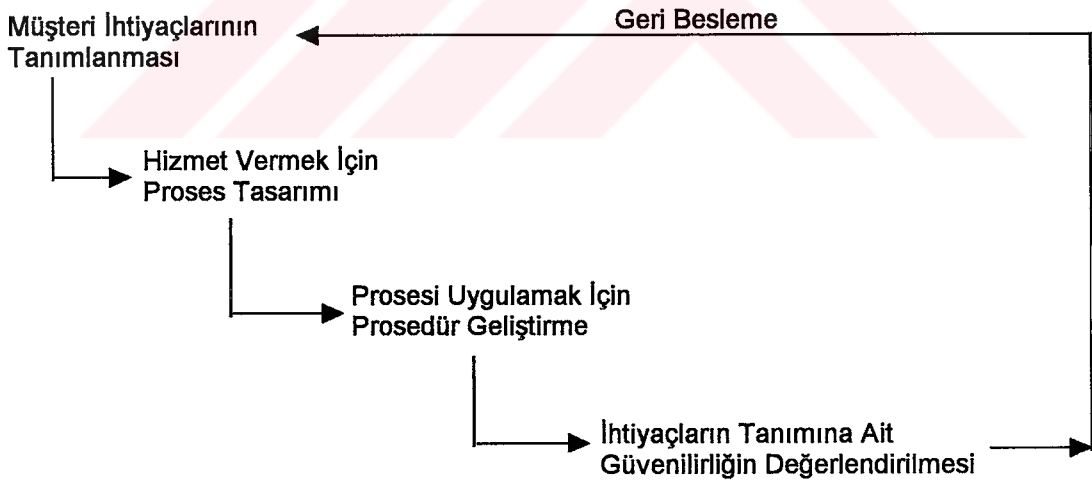 Müşteri İhtiyaçlarının
Tanımlanması
Geri Besleme
Hizmet Vermek İçin
Proses Tasarımı
Prosesi Uygulamak İçin
Prosedür Geliştirme
İhtiyaçların Tanımına Ait
Güvenilirliğin Değerlendirilmesi